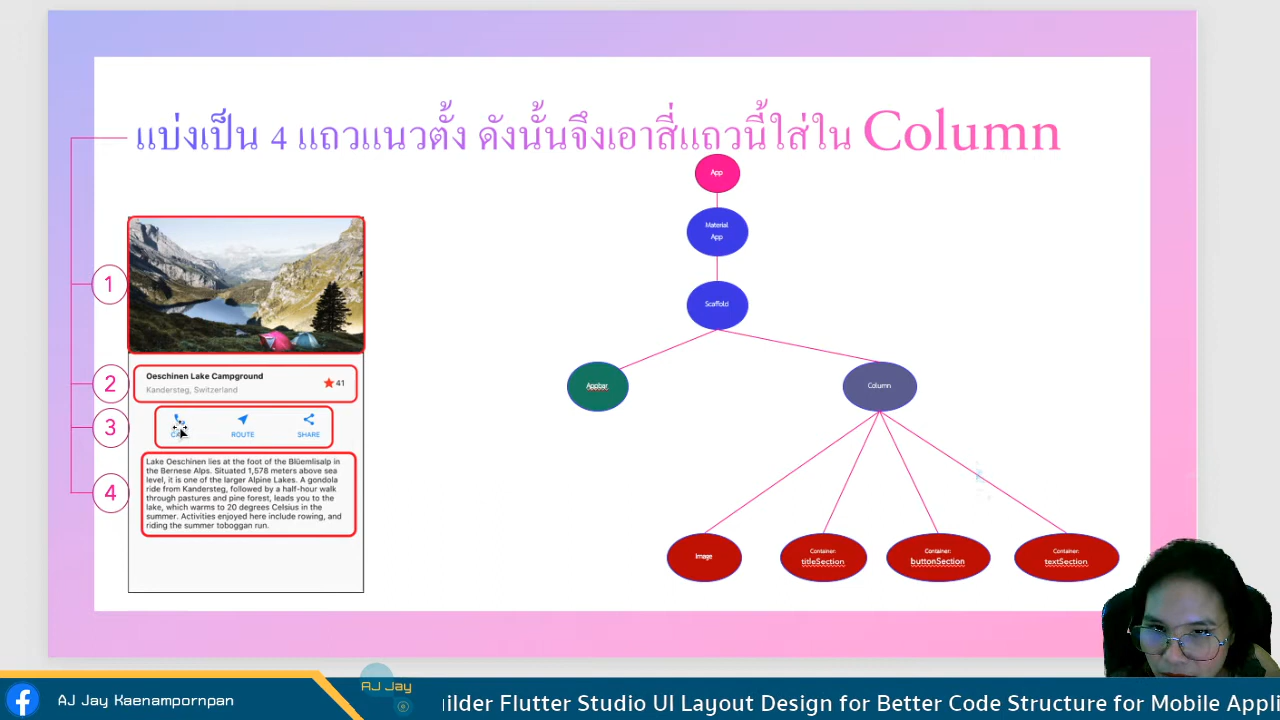 แบ่งเป็น 4 แถวแนวตั้ง ดังนั้นจึงเอาสี่แถวนี้ใส่ใน Column
1
2
3
4
Oeschinen Lake Campground
Kandersteg, Switzerland
41
ROUTE
SHARE
Lake Oeschinen lies at the foot of the Blüemlisalp in
the Bernese Alps. Situated 1,578 meters above sea
level, it is one of the larger Alpine Lakes. A gondola
ride from Kandersteg, followed by a half-hour walk
through pastures and pine forest, leads you to the
lake, which warms to 20 degrees Celsius in the
summer. Activities enjoyed here include rowing, and
riding the summer toboggan run.
App
Material
App
Scaffold
Appbar
Column
Image
Container:
titleSection
Container:
buttonSection
Container:
textSection
AJ Jay Kaenampornpan
AJ Jay
ilder Flutter Studio UI Layout Design for Better Code Structure for Mobile Appli